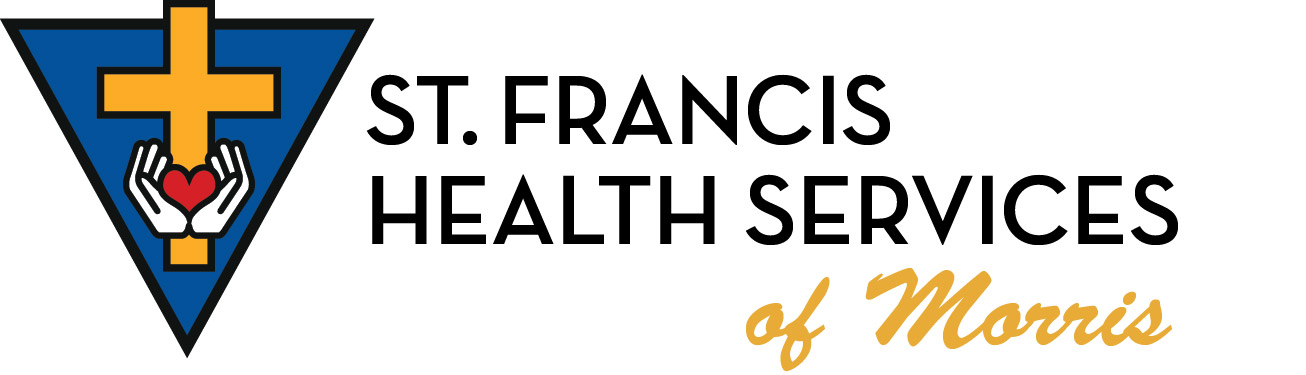 ST. FRANCIS
HEALTH SERVICES
of Morris